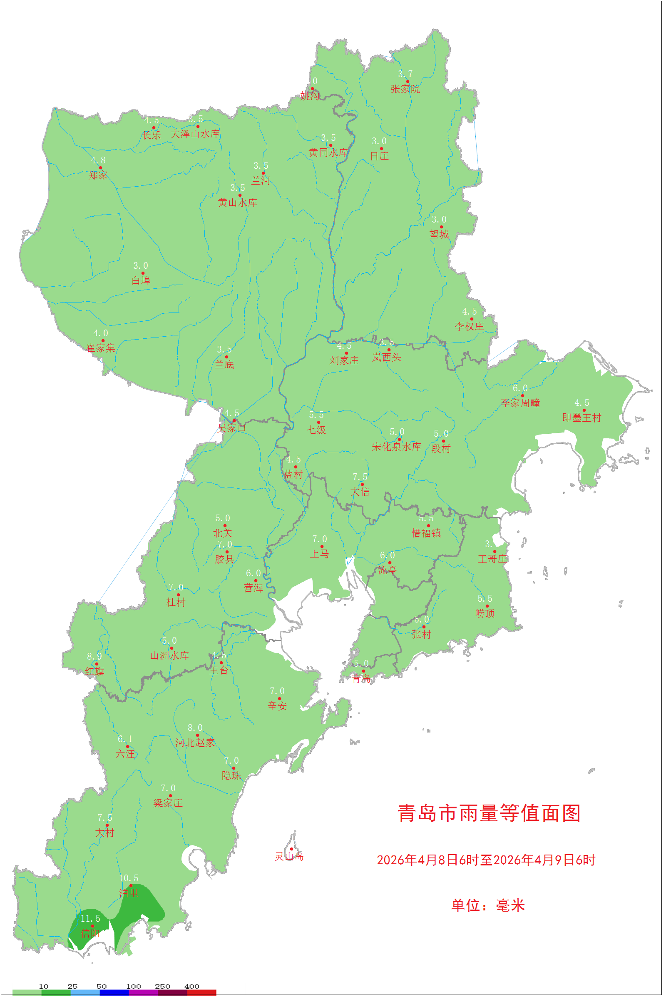 3.7
张家院
0
姚沟
4.5
长乐
3.5
大泽山水库
3.5
黄同水库
3.0
日庄
4.8
郑家
3.5
兰河
3.5
黄山水库
3.0
望城
3.0
白埠
4.5
李权庄
4.0
崔家集
3.5
兰底
4.5
刘家庄
3.5
岚西头
6.0
李家周疃
4.5
即墨王村
4.5
吴家口
5.5
七级
5.0
宋化泉水库
5.0
段村
4.5
蓝村
7.5
大信
5.0
北关
5.5
惜福镇
7.0
胶县
7.0
上马
3.
王哥庄
6.0
流亭
6.0
营海
7.0
杜村
5.5
崂顶
5.0
张村
5.0
山洲水库
8.9
红旗
4.5
王台
5.0
青岛
7.0
辛安
8.0
河北赵家
6.1
六汪
7.0
隐珠
7.0
梁家庄
7.5
大村
灵山岛
10.5
泊里
11.5
信阳
青岛市雨量等值面图
2026年4月8日6时至2026年4月9日6时
单位：毫米
10 25 50 100 250 400